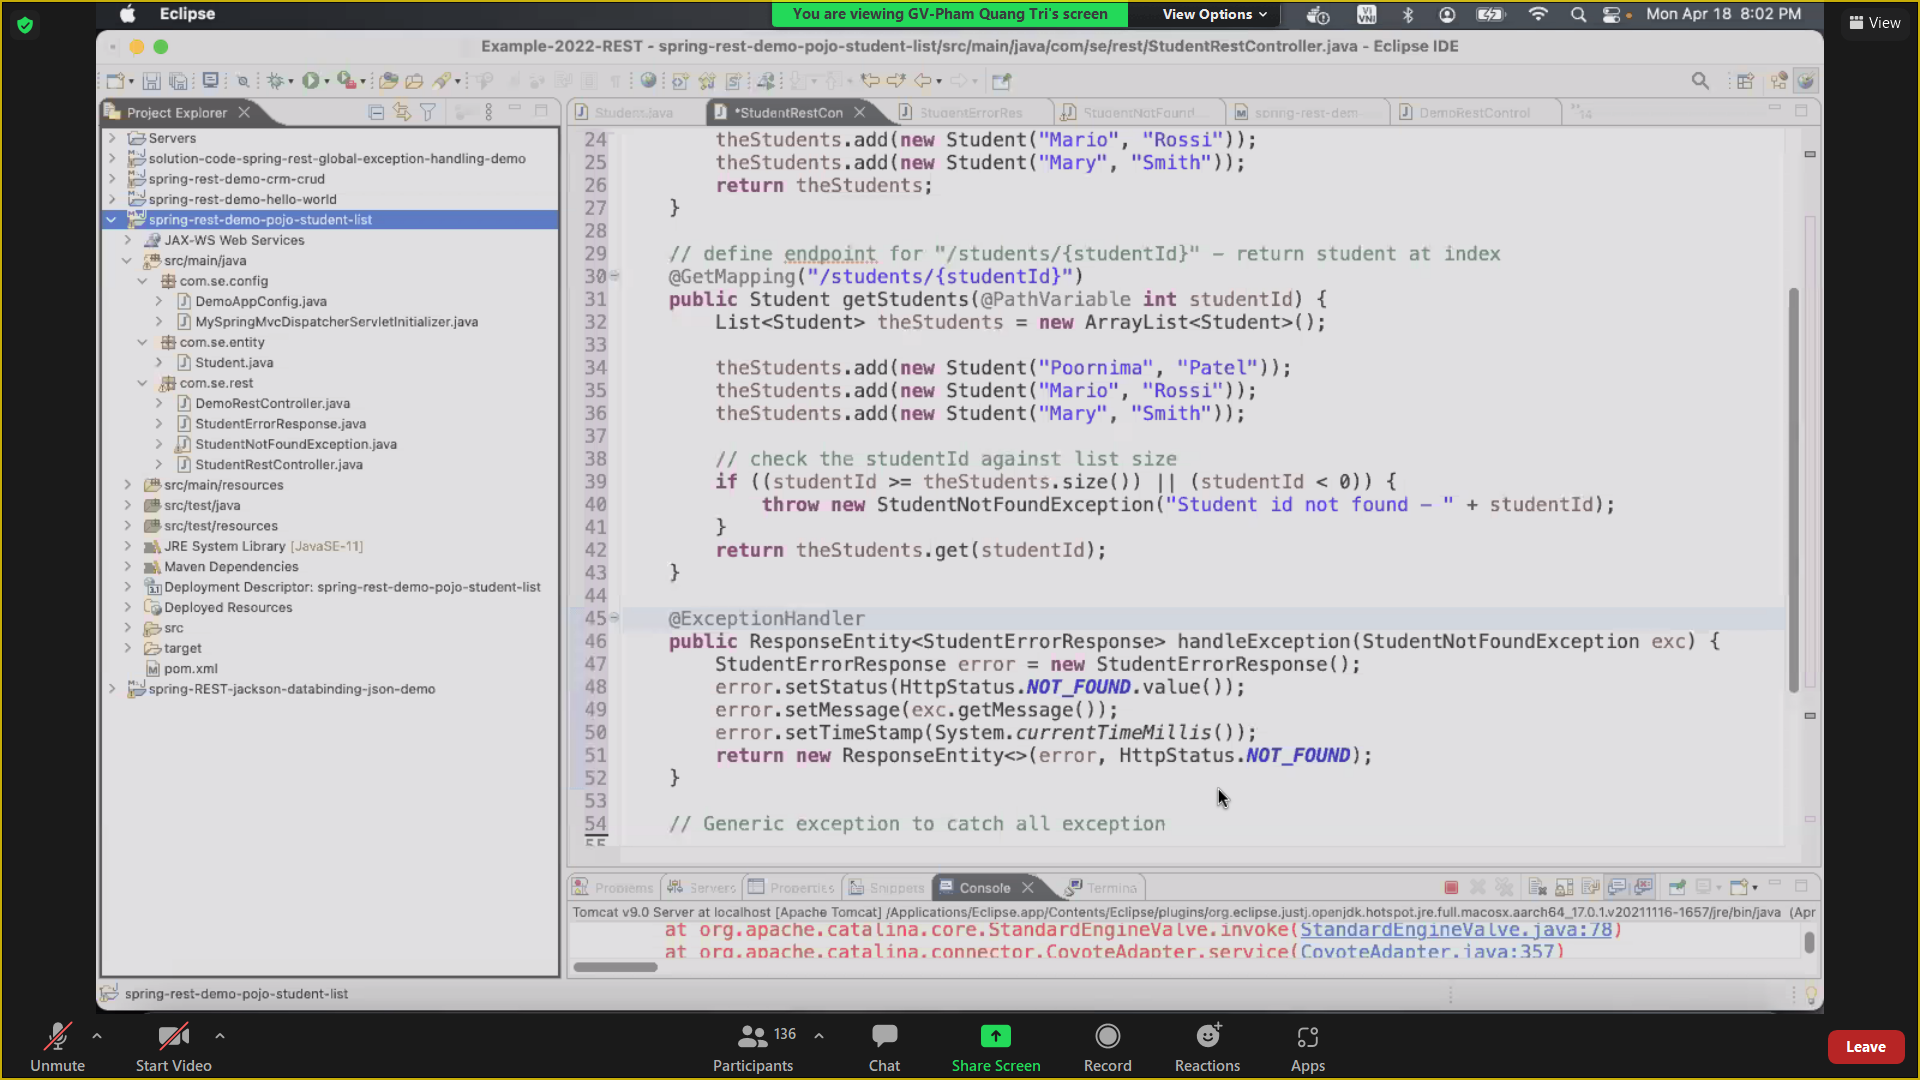 Eclipse
You are viewing GV-Pham Quang Tri's screen
View Options
VI
VNI
Mon Apr 18 8:02 PM
View
Example-2022-REST - spring-rest-demo-pojo-student-list/src/main/java/com/se/rest/StudentRestController.java - Eclipse IDE
Project Explorer
Servers
solution-code-spring-rest-global-exception-handling-demo
spring-rest-demo-crm-crud
spring-rest-demo-hello-world
spring-rest-demo-pojo-student-list
JAX-WS Web Services
src/main/java
com.se.config
DemoAppConfig.java
MySpringMvcDispatcherServletInitializer.java
com.se.entity
Student.java
com.se.rest
DemoRestController.java
StudentErrorResponse.java
StudentNotFoundException.java
StudentRestController.java
src/main/resources
src/test/java
src/test/resources
JRE System Library [JavaSE-11]
Maven Dependencies
Deployment Descriptor: spring-rest-demo-pojo-student-list
Deployed Resources
src
target
pom.xml
spring-REST-jackson-databinding-json-demo
Student.java
*StudentRestCon
StudentErrorRes
StudentNotFound...
spring-rest-dem
DemoRestControl
14
24 theStudents.add(new Student("Mario", "Rossi"));
25 theStudents.add(new Student("Mary", "Smith"));
26 return theStudents;
27 }
28
29 // define endpoint for "/students/{studentId}" – return student at index
30 @GetMapping("/students/{studentId}")
31 public Student getStudents(@PathVariable int studentId) {
32 List<Student> theStudents = new ArrayList<Student>();
33
34 theStudents.add(new Student("Poornima", "Patel"));
35 theStudents.add(new Student("Mario", "Rossi"));
36 theStudents.add(new Student("Mary", "Smith"));
37
38 // check the studentId against list size
39 if ((studentId >= theStudents.size()) || (studentId < 0)) {
40 throw new StudentNotFoundException("Student id not found – " + studentId);
41 }
42 return theStudents.get(studentId);
43 }
44
45 @ExceptionHandler
46 public ResponseEntity<StudentErrorResponse> handleException(StudentNotFoundException exc) {
47 StudentErrorResponse error = new StudentErrorResponse();
48 error.setStatus(HttpStatus.NOT_FOUND.value());
49 error.setMessage(exc.getMessage());
50 error.setTimeStamp(System.currentTimeMillis());
51 return new ResponseEntity<>(error, HttpStatus.NOT_FOUND);
52 }
53
54 // Generic exception to catch all exception
55
Problems
Servers
Properties
Snippets
Console
Termina
Tomcat v9.0 Server at localhost [Apache Tomcat] /Applications/Eclipse.app/Contents/Eclipse/plugins/org.eclipse.justj.openjdk.hotspot.jre.full.macosx.aarch64_17.0.1.v20211116-1657/jre/bin/java (Apr
at org.apache.catalina.core.StandardEngineValve.invoke(StandardEngineValve.java:78)
at org.apache.catalina.connector.CoyoteAdapter.service(CoyoteAdapter.java:357)
spring-rest-demo-pojo-student-list
Unmute
Start Video
136
Participants
Chat
Share Screen
Record
Reactions
Apps
Leave